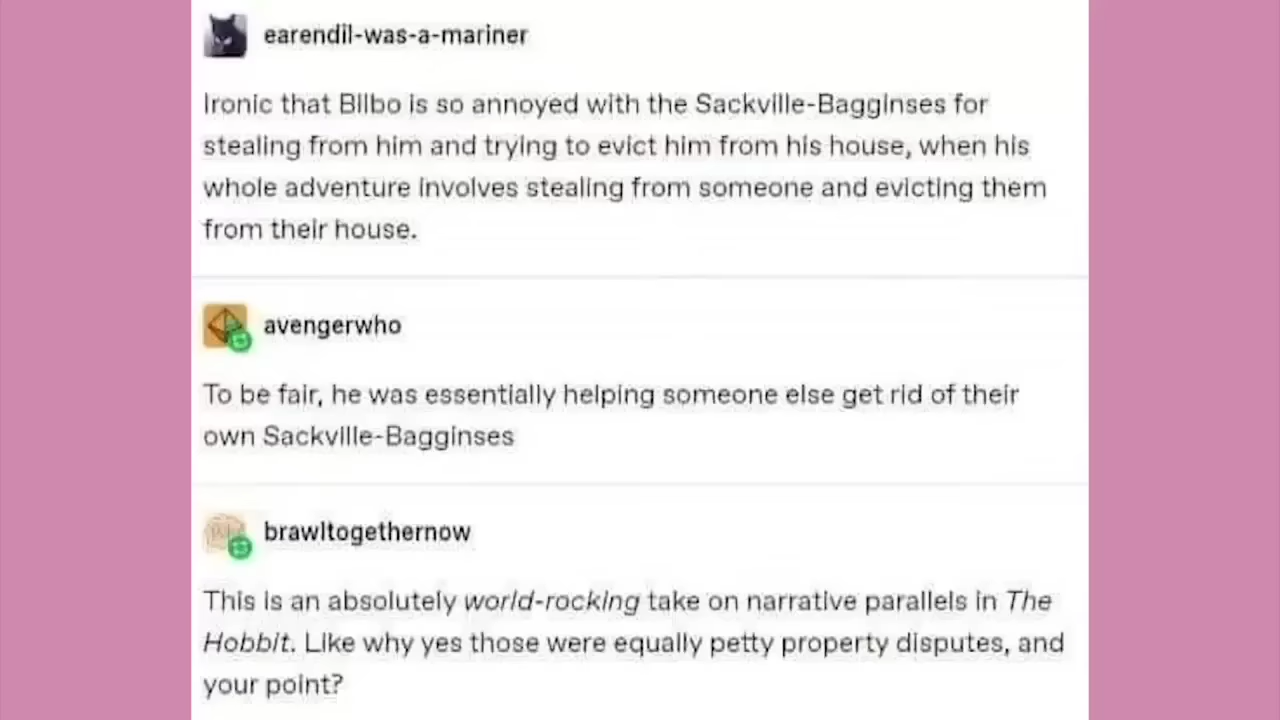 earendil-was-a-mariner
Ironic that Bilbo is so annoyed with the Sackville-Bagginses for
stealing from him and trying to evict him from his house, when his
whole adventure involves stealing from someone and evicting them
from their house.
avengerwho
To be fair, he was essentially helping someone else get rid of their
own Sackville-Bagginses
brawltogethernow
This is an absolutely world-rocking take on narrative parallels in The
Hobbit. Like why yes those were equally petty property disputes, and
your point?